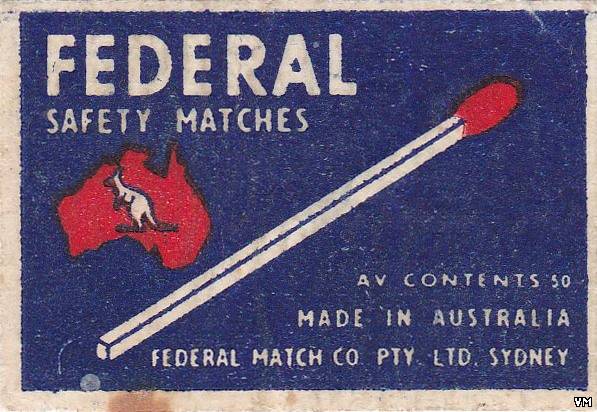 FEDERAL
SAFETY MATCHES
AV CONTENTS 50
MADE IN AUSTRALIA
FEDERAL MATCH CO PTY. LTD. SYDNEY
VM